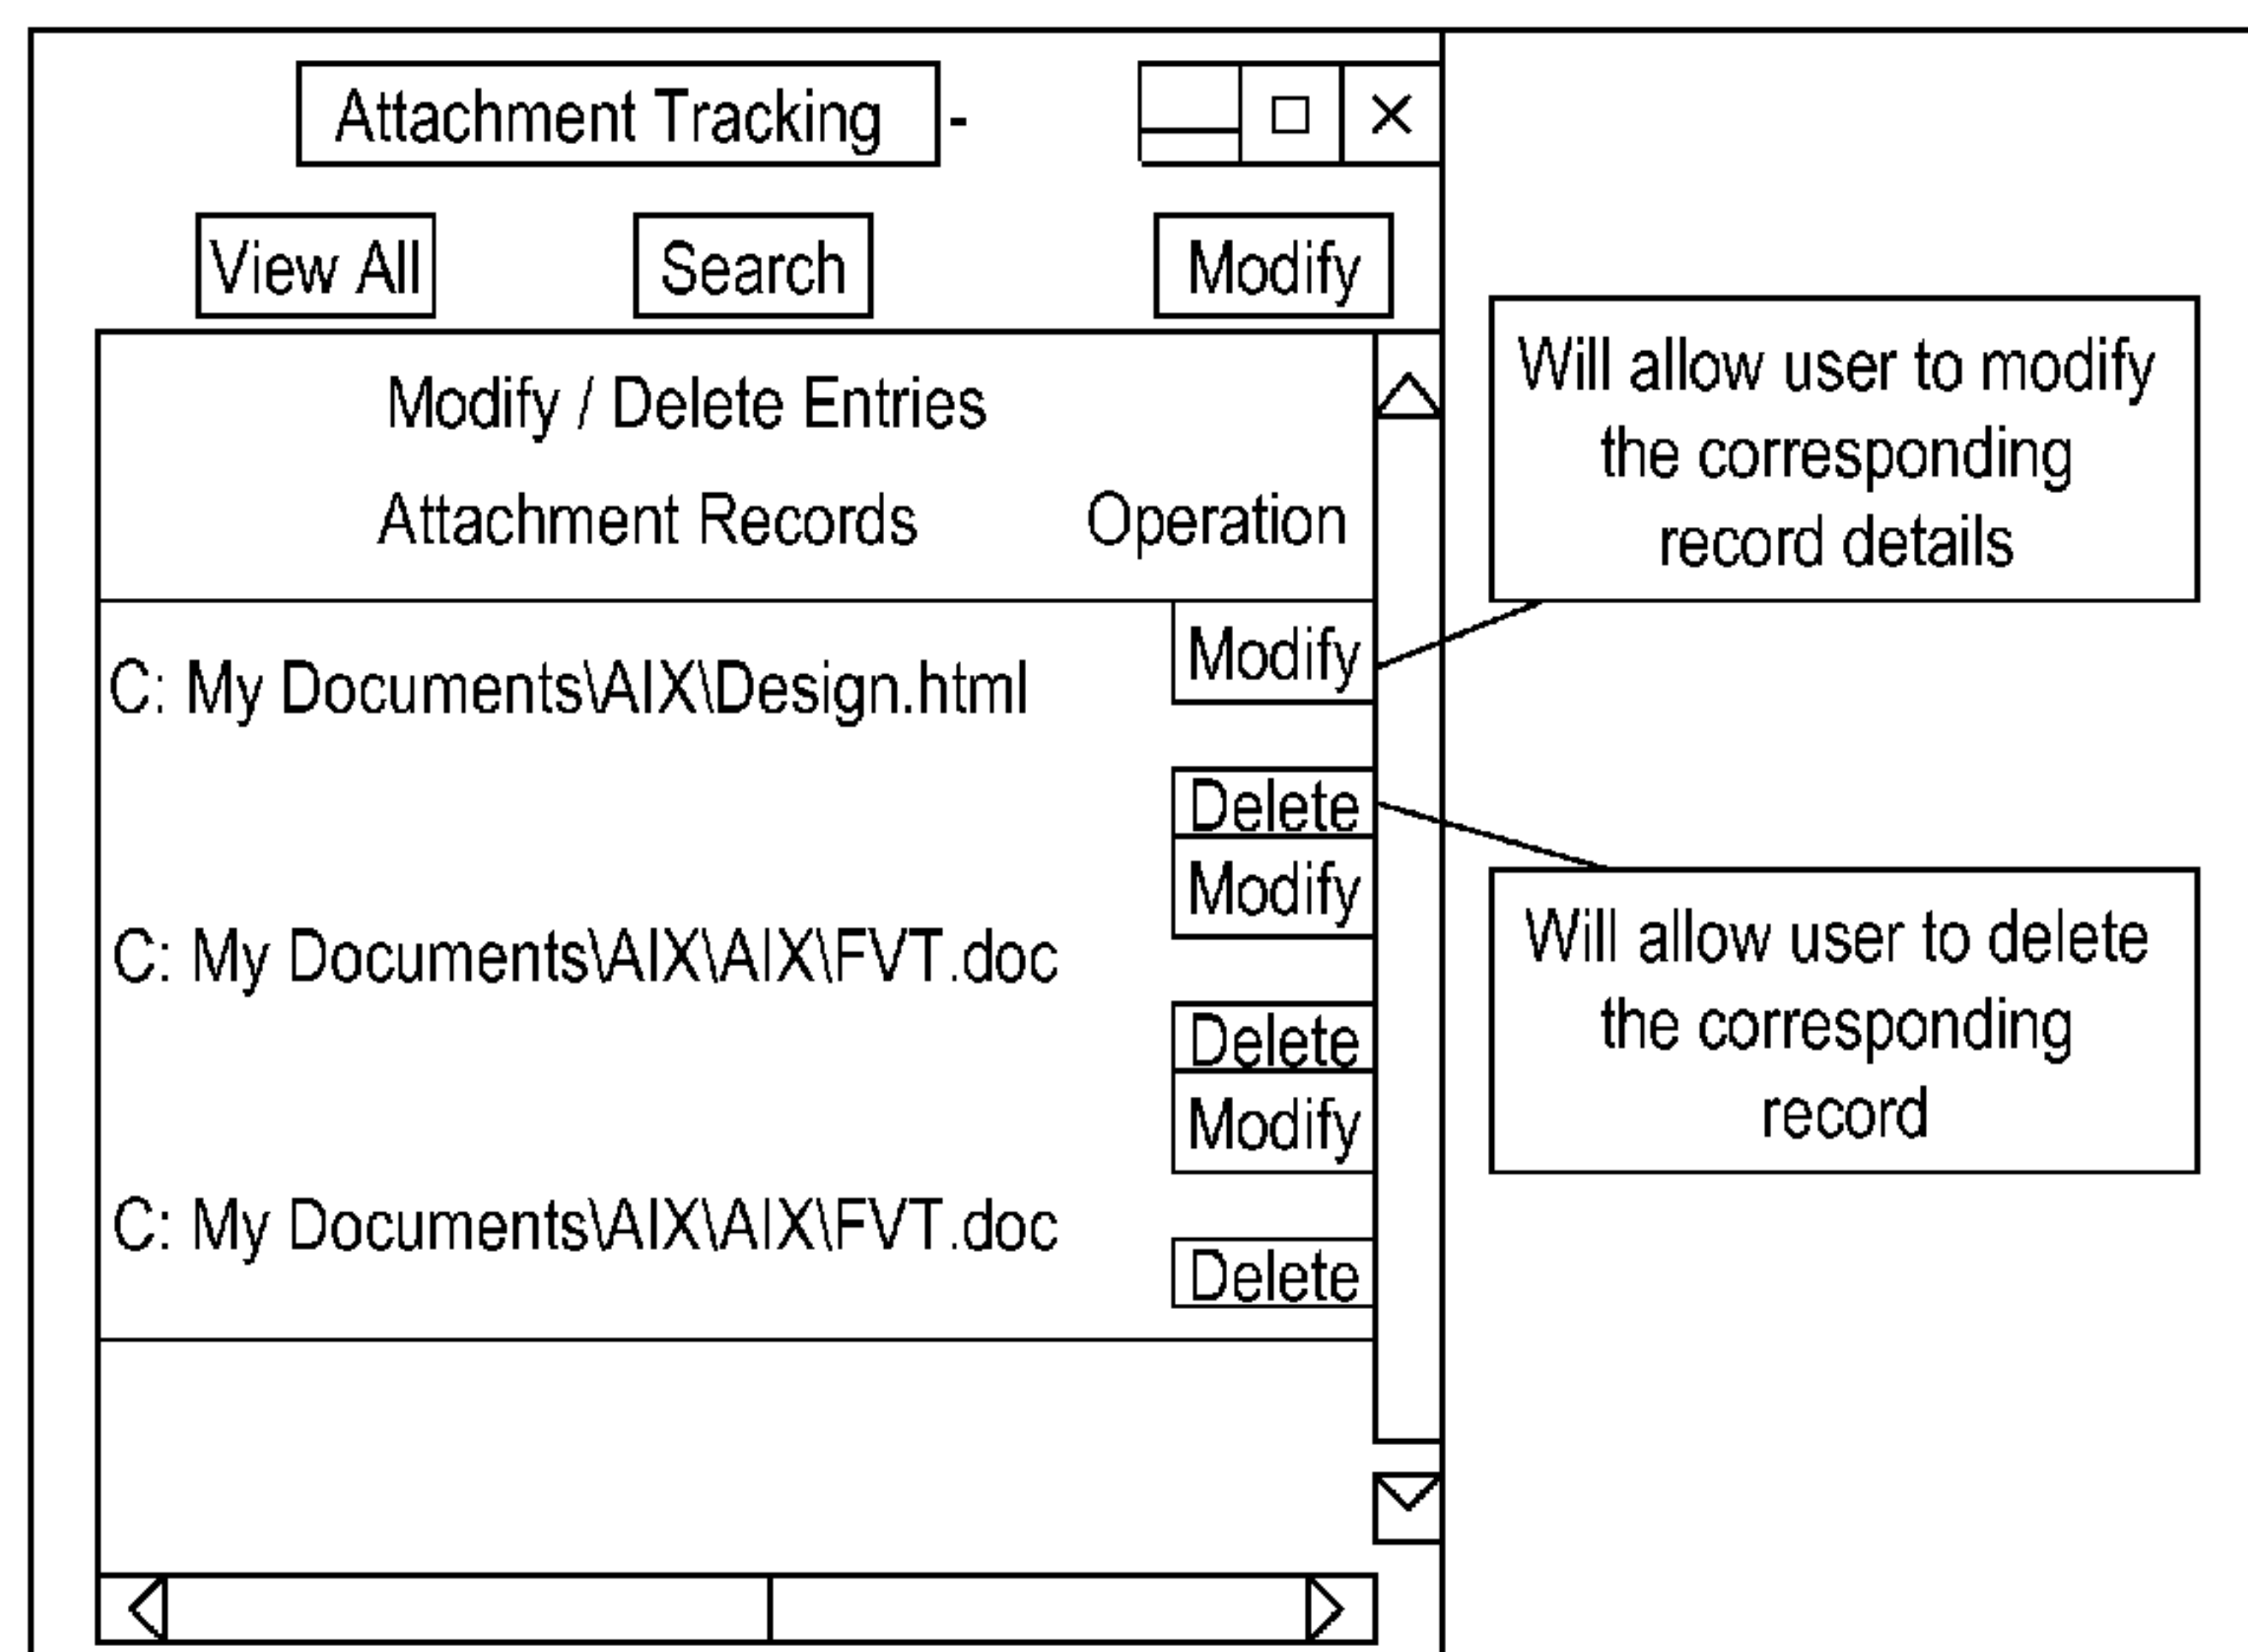 Attachment Tracking -
View All
Search
Modify
Modify / Delete Entries
Attachment Records
Operation
C: My Documents\AIX\Design.html
Modify
Delete
C: My Documents\AIX\AIX\FVT.doc
Modify
Delete
C: My Documents\AIX\AIX\FVT.doc
Modify
Delete
Will allow user to modify
the corresponding
record details
Will allow user to delete
the corresponding
record